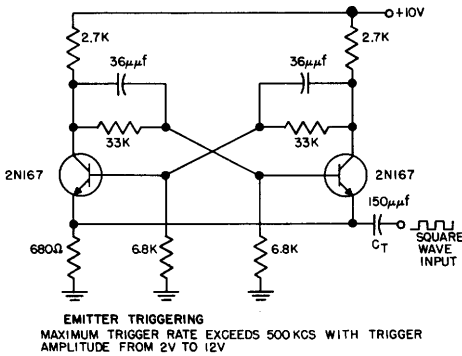 +10V
2.7K
2.7K
36μμf
36μμf
33K
33K
2N167
2N167
150μμf
C_T
SQUARE
WAVE
INPUT
680Ω
6.8K
6.8K
EMITTER TRIGGERING
MAXIMUM TRIGGER RATE EXCEEDS 500KCS WITH TRIGGER
AMPLITUDE FROM 2V TO 12V